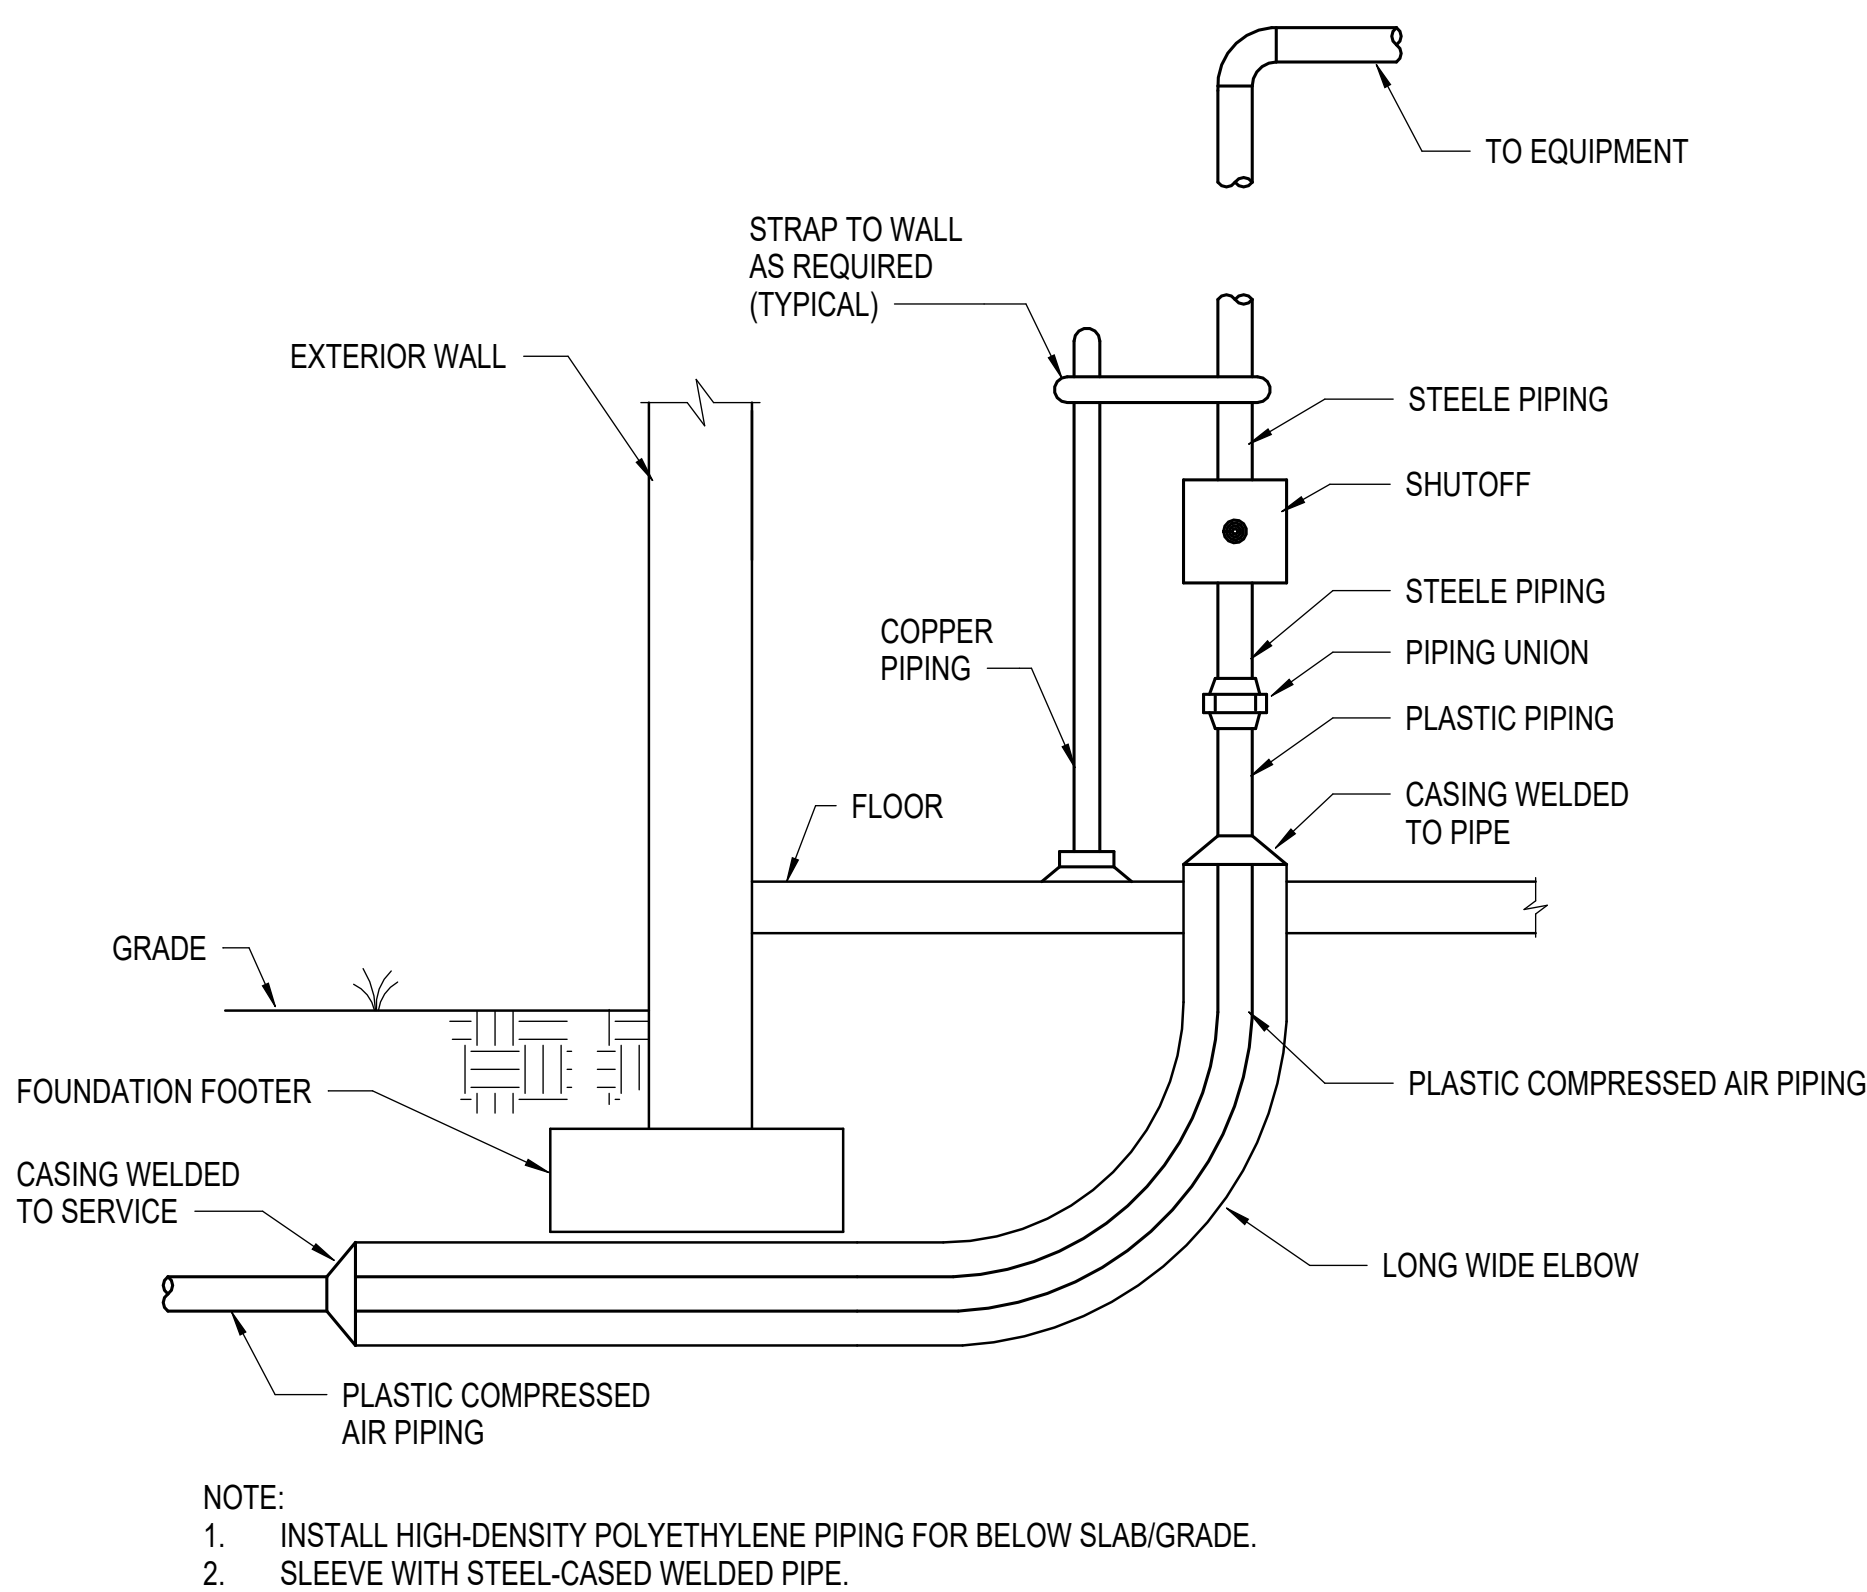 TO EQUIPMENT
STRAP TO WALL
AS REQUIRED
(TYPICAL)
EXTERIOR WALL
STEELE PIPING
SHUTOFF
STEELE PIPING
COPPER
PIPING
PIPING UNION
PLASTIC PIPING
CASING WELDED
TO PIPE
FLOOR
GRADE
PLASTIC COMPRESSED AIR PIPING
FOUNDATION FOOTER
CASING WELDED
TO SERVICE
LONG WIDE ELBOW
PLASTIC COMPRESSED
AIR PIPING
NOTE:
1. INSTALL HIGH-DENSITY POLYETHYLENE PIPING FOR BELOW SLAB/GRADE.
2. SLEEVE WITH STEEL-CASED WELDED PIPE.